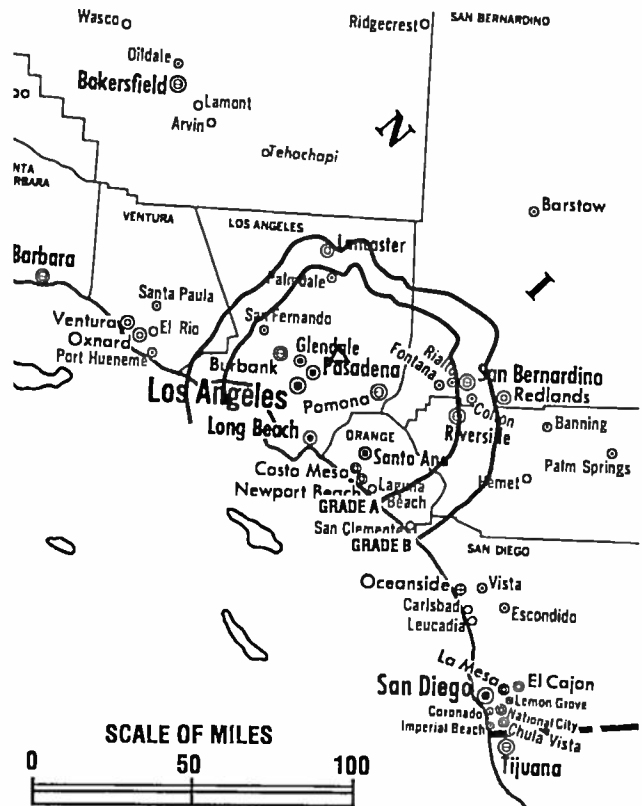 Wasco
Ridgecrest
SAN BERNARDINO
Oildale
Bakersfield
Lamont
Arvin
N
Tehachapi
NTA
RBARA
VENTURA
LOS ANGELES
Barstow
Lancaster
Barbara
Palmdale
I
Santa Paula
San Fernando
Ventura
El Rio
Oxnard
Port Hueneme
Burbank
Glendale
Pasadena
Fontana
Rialto
San Bernardino
Los Angeles
Pomona
Colton
Redlands
Long Beach
ORANGE
Riverside
Banning
Santa Ana
Costa Mesa
Palm Springs
Newport Beach
Laguna
Beach
Hemet
GRADE A
San Clemente
GRADE B
SAN DIEGO
Oceanside
Vista
Carlsbad
Escondido
Leucadia
La Mesa
El Cajon
San Diego
Lemon Grove
Coronado
National City
Imperial Beach
Chula Vista
Tijuana
SCALE OF MILES
0 50 100